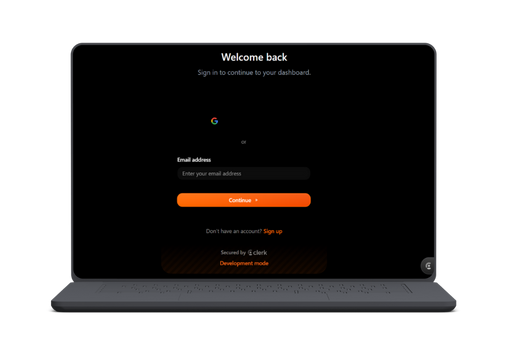 Welcome back
Sign in to continue to your dashboard.
or
Email address
Enter your email address
Continue
Don't have an account? Sign up
Secured by clerk
Development mode